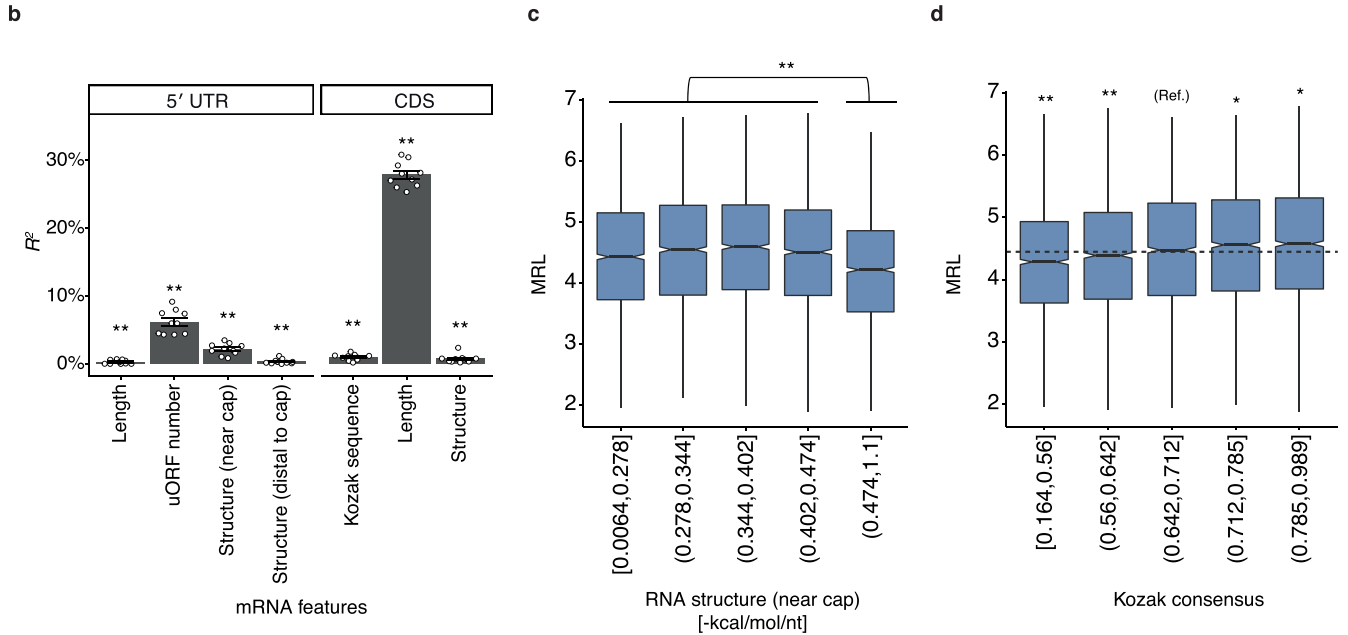 b
5′ UTR
CDS
R²
30%
20%
10%
0%
**
**
**
**
**
**
**
Length
uORF number
Structure (near cap)
Structure (distal to cap)
Kozak sequence
Length
Structure
mRNA features
c
**
MRL
7
6
5
4
3
2
[0.0064,0.278]
(0.278,0.344]
(0.344,0.402]
(0.402,0.474]
(0.474,1.1]
RNA structure (near cap)
[-kcal/mol/nt]
d
** ** (Ref.) * *
MRL
7
6
5
4
3
2
[0.164,0.56]
(0.56,0.642]
(0.642,0.712]
(0.712,0.785]
(0.785,0.989]
Kozak consensus